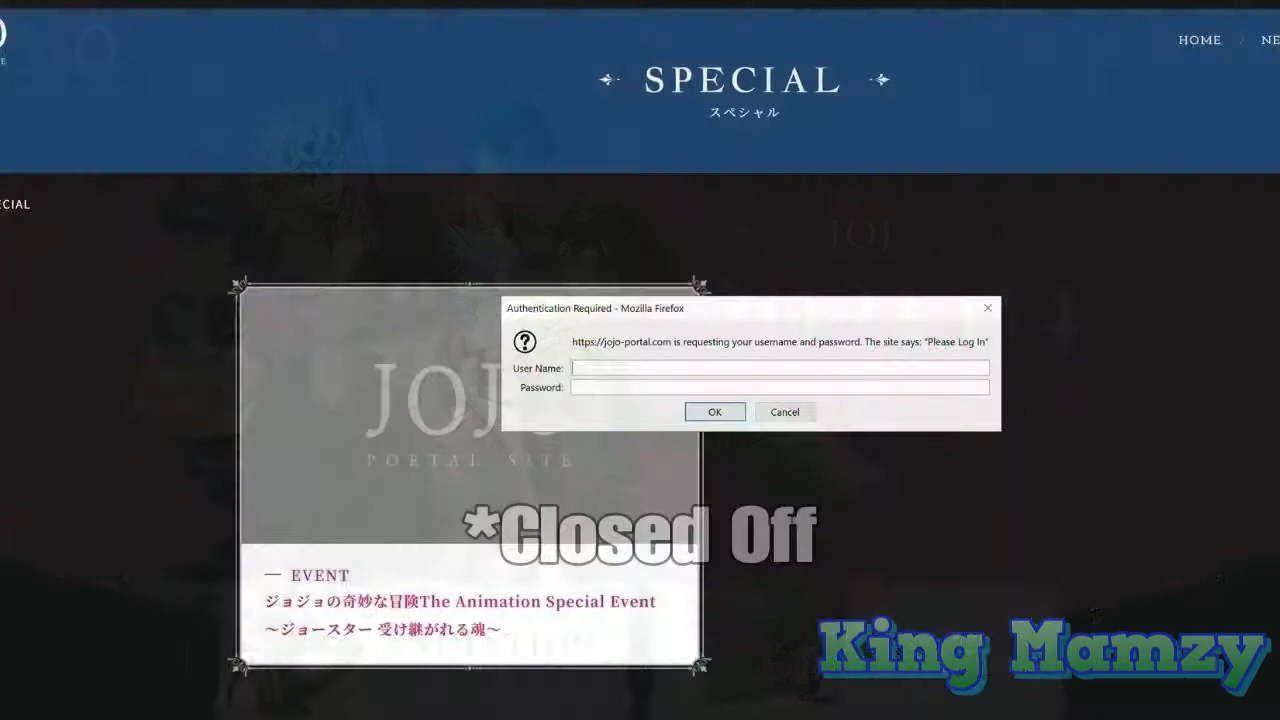 HOME / NE
SPECIAL
スペシャル
ECIAL
JOJ
Authentication Required - Mozilla Firefox
https://jojo-portal.com is requesting your username and password. The site says: "Please Log In"
User Name:
Password:
OK Cancel
JOJO
PORTAL SITE
*Closed Off
— EVENT
ジョジョの奇妙な冒険The Animation Special Event
～ジョースター 受け継がれる魂～
King Mamzy